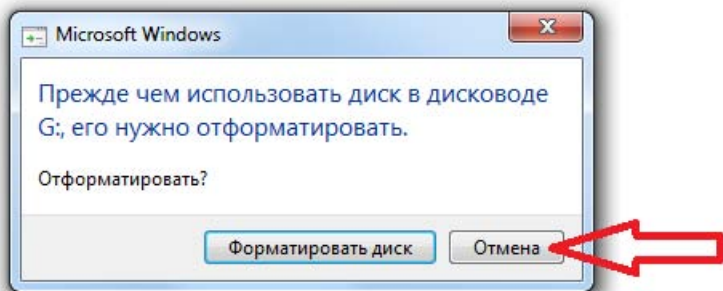 Microsoft Windows
Прежде чем использовать диск в дисководе
G:, его нужно отформатировать.
Отформатировать?
Форматировать диск
Отмена